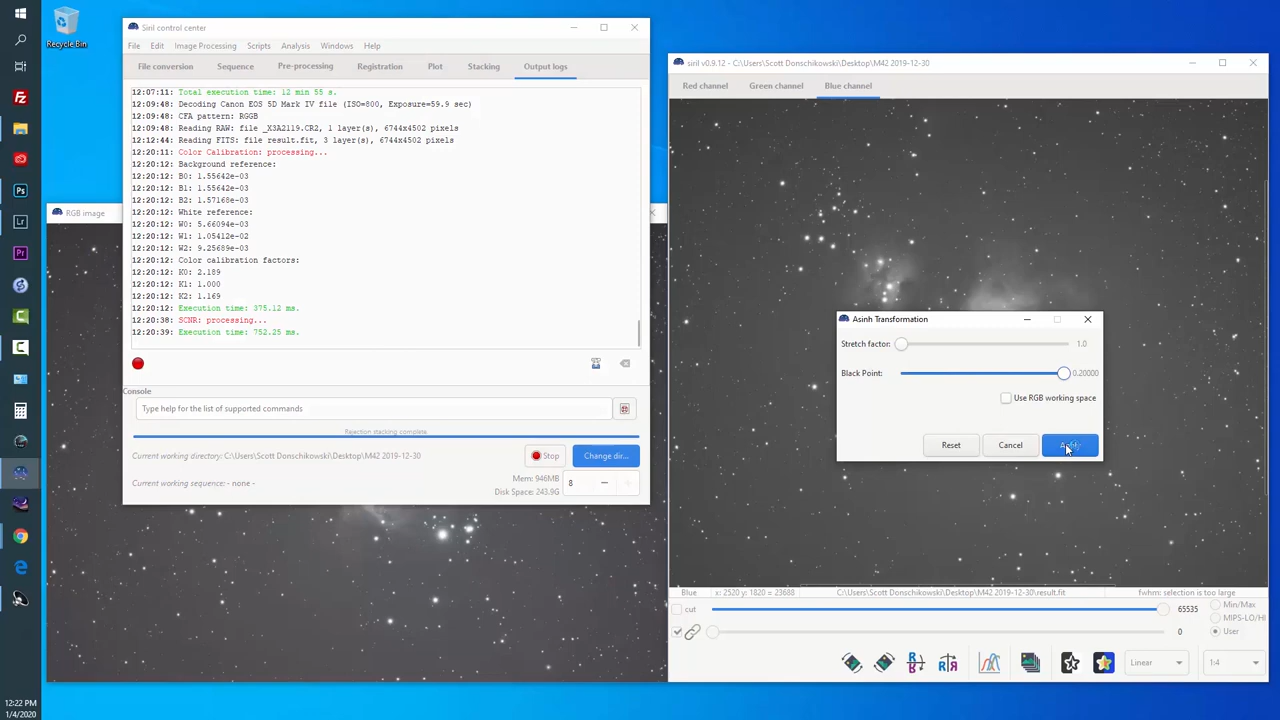 Recycle Bin
Siril control center
File Edit Image Processing Scripts Analysis Windows Help
File conversion Sequence Pre-processing Registration Plot Stacking Output logs
12:07:11: Total execution time: 12 min 55 s.
12:09:48: Decoding Canon EOS 5D Mark IV file (ISO=800, Exposure=59.9 sec)
12:09:48: CFA pattern: RGGB
12:09:48: Reading RAW: file _X3A2119.CR2, 1 layer(s), 6744x4502 pixels
12:12:44: Reading FITS: file result.fit, 3 layer(s), 6744x4502 pixels
12:20:11: Color Calibration: processing...
12:20:12: Background reference:
12:20:12: B0: 1.55642e-03
12:20:12: B1: 1.55642e-03
12:20:12: B2: 1.57168e-03
12:20:12: White reference:
12:20:12: W0: 5.66094e-03
12:20:12: W1: 1.05412e-02
12:20:12: W2: 9.25689e-03
12:20:12: Color calibration factors:
12:20:12: K0: 2.189
12:20:12: K1: 1.000
12:20:12: K2: 1.169
12:20:12: Execution time: 375.12 ms.
12:20:38: SCNR: processing...
12:20:39: Execution time: 752.25 ms.
Console
Type help for the list of supported commands
Rejection stacking complete
Current working directory: C:\Users\Scott Donschikowski\Desktop\M42 2019-12-30
Stop
Change dir...
Current working sequence: - none -
Mem: 946MB
Disk Space: 243.9G
8
RGB image
siril v0.9.12 - C:\Users\Scott Donschikowski\Desktop\M42 2019-12-30
Red channel Green channel Blue channel
Asinh Transformation
Stretch factor: 1.0
Black Point: 0.20000
Use RGB working space
Reset Cancel
Blue x: 2520 y: 1820 = 23688 C:\Users\Scott Donschikowski\Desktop\M42 2019-12-30\result.fit fwhm: selection is too large
cut 65535 Min/Max
MIPS-LO/HI
0 User
Linear 1:4
Ps
Lr
Pr
12:22 PM
1/4/2020